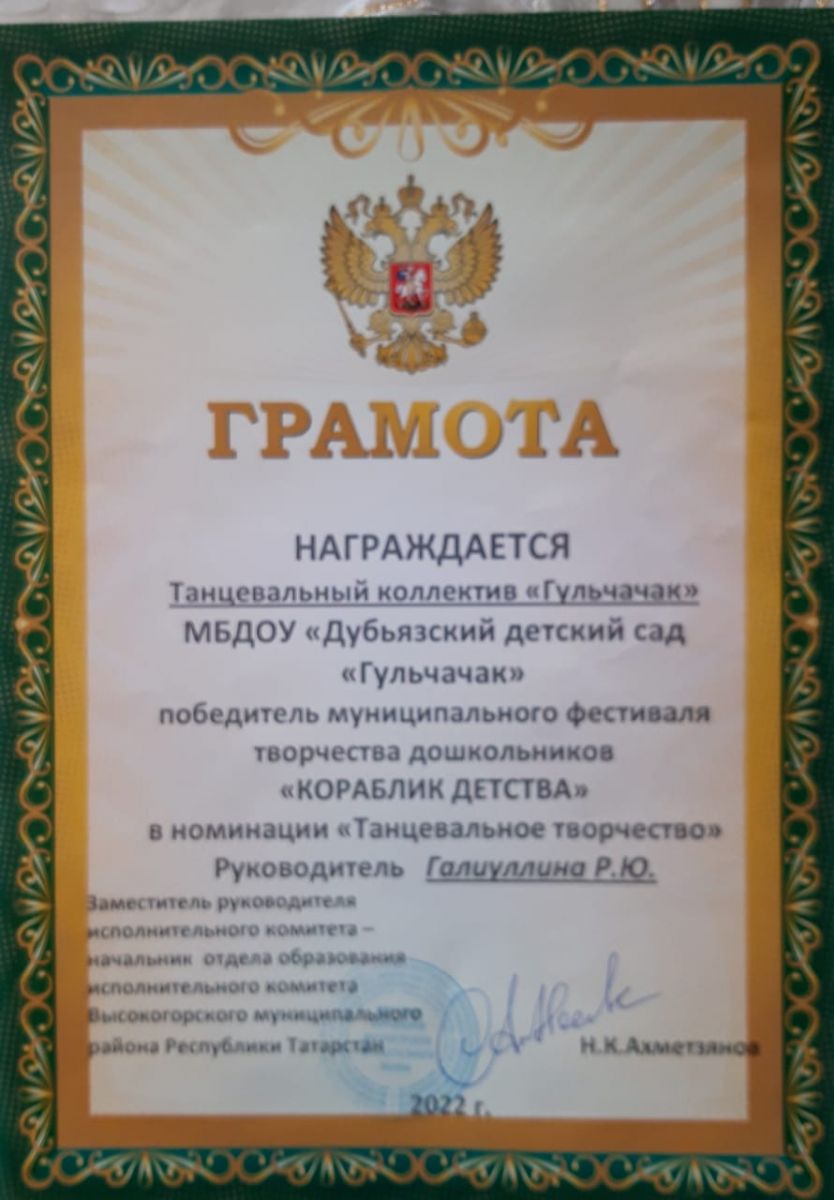 ГРАМОТА
НАГРАЖДАЕТСЯ
Танцевальный коллектив «Гульчачак»
МБДОУ «Дубьязский детский сад
«Гульчачак»
победитель муниципального фестиваля
творчества дошкольников
«КОРАБЛИК ДЕТСТВА»
в номинации «Танцевальное творчество»
Руководитель Галиуллина Р.Ю.
Заместитель руководителя
исполнительного комитета –
начальник отдела образования
исполнительного комитета
Высокогорского муниципального
района Республики Татарстан
Н.К.Ахметзянов
2022 г.